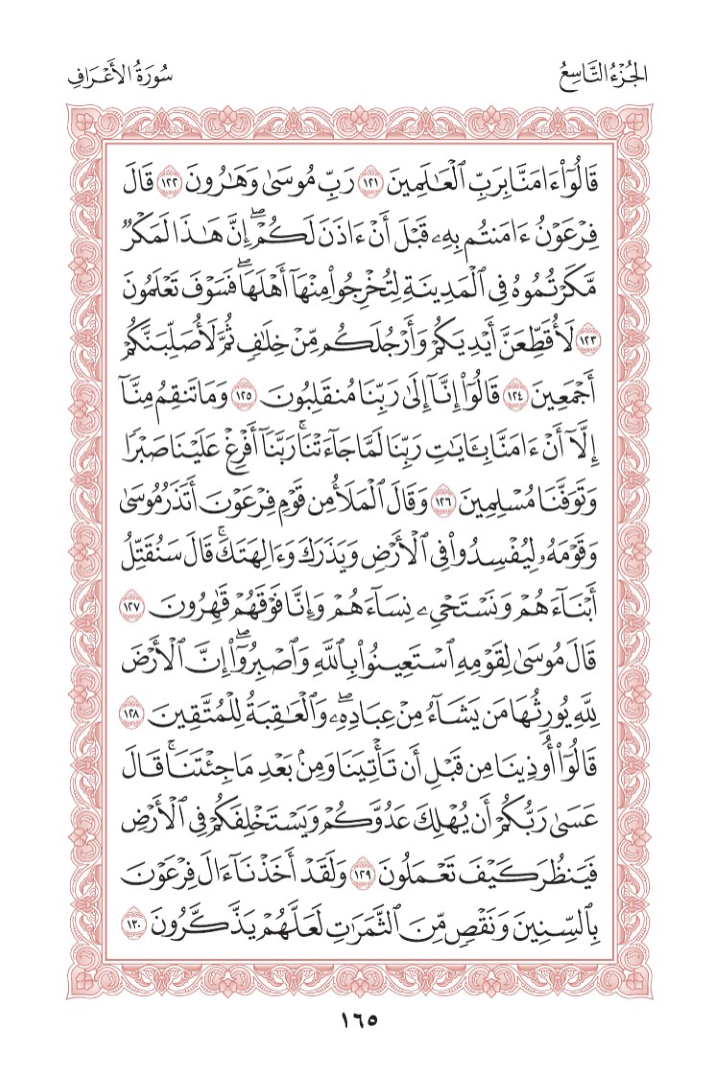 الجُزْءُ التَّاسِعُ
سُورَةُ الأَعْرَافِ
قَالُوٓاْ ءَامَنَّا بِرَبِّ ٱلْعَٰلَمِينَ ١٢١ رَبِّ مُوسَىٰ وَهَٰرُونَ ١٢٢ قَالَ
فِرْعَوْنُ ءَامَنتُم بِهِۦ قَبْلَ أَنْ ءَاذَنَ لَكُمْۖ إِنَّ هَٰذَا لَمَكْرٌ
مَّكَرْتُمُوهُ فِي ٱلْمَدِينَةِ لِتُخْرِجُواْ مِنْهَآ أَهْلَهَاۖ فَسَوْفَ تَعْلَمُونَ
١٢٣ لَأُقَطِّعَنَّ أَيْدِيَكُمْ وَأَرْجُلَكُم مِّنْ خِلَٰفٍ ثُمَّ لَأُصَلِّبَنَّكُمْ
أَجْمَعِينَ ١٢٤ قَالُوٓاْ إِنَّآ إِلَىٰ رَبِّنَا مُنقَلِبُونَ ١٢٥ وَمَا تَنقِمُ مِنَّآ
إِلَّآ أَنْ ءَامَنَّا بِـَٔايَٰتِ رَبِّنَا لَمَّا جَآءَتْنَاۚ رَبَّنَآ أَفْرِغْ عَلَيْنَا صَبْرًا
وَتَوَفَّنَا مُسْلِمِينَ ١٢٦ وَقَالَ ٱلْمَلَأُ مِن قَوْمِ فِرْعَوْنَ أَتَذَرُ مُوسَىٰ
وَقَوْمَهُۥ لِيُفْسِدُواْ فِي ٱلْأَرْضِ وَيَذَرَكَ وَءَالِهَتَكَۚ قَالَ سَنُقَتِّلُ
أَبْنَآءَهُمْ وَنَسْتَحْيِۦ نِسَآءَهُمْ وَإِنَّا فَوْقَهُمْ قَٰهِرُونَ ١٢٧
قَالَ مُوسَىٰ لِقَوْمِهِ ٱسْتَعِينُواْ بِٱللَّهِ وَٱصْبِرُوٓاْۖ إِنَّ ٱلْأَرْضَ
لِلَّهِ يُورِثُهَا مَن يَشَآءُ مِنْ عِبَادِهِۦۖ وَٱلْعَٰقِبَةُ لِلْمُتَّقِينَ ١٢٨
قَالُوٓاْ أُوذِينَا مِن قَبْلِ أَن تَأْتِيَنَا وَمِنۢ بَعْدِ مَا جِئْتَنَاۚ قَالَ
عَسَىٰ رَبُّكُمْ أَن يُهْلِكَ عَدُوَّكُمْ وَيَسْتَخْلِفَكُمْ فِي ٱلْأَرْضِ
فَيَنظُرَ كَيْفَ تَعْمَلُونَ ١٢٩ وَلَقَدْ أَخَذْنَآ ءَالَ فِرْعَوْنَ
بِٱلسِّنِينَ وَنَقْصٍ مِّنَ ٱلثَّمَرَٰتِ لَعَلَّهُمْ يَذَّكَّرُونَ ١٣٠
١٦٥